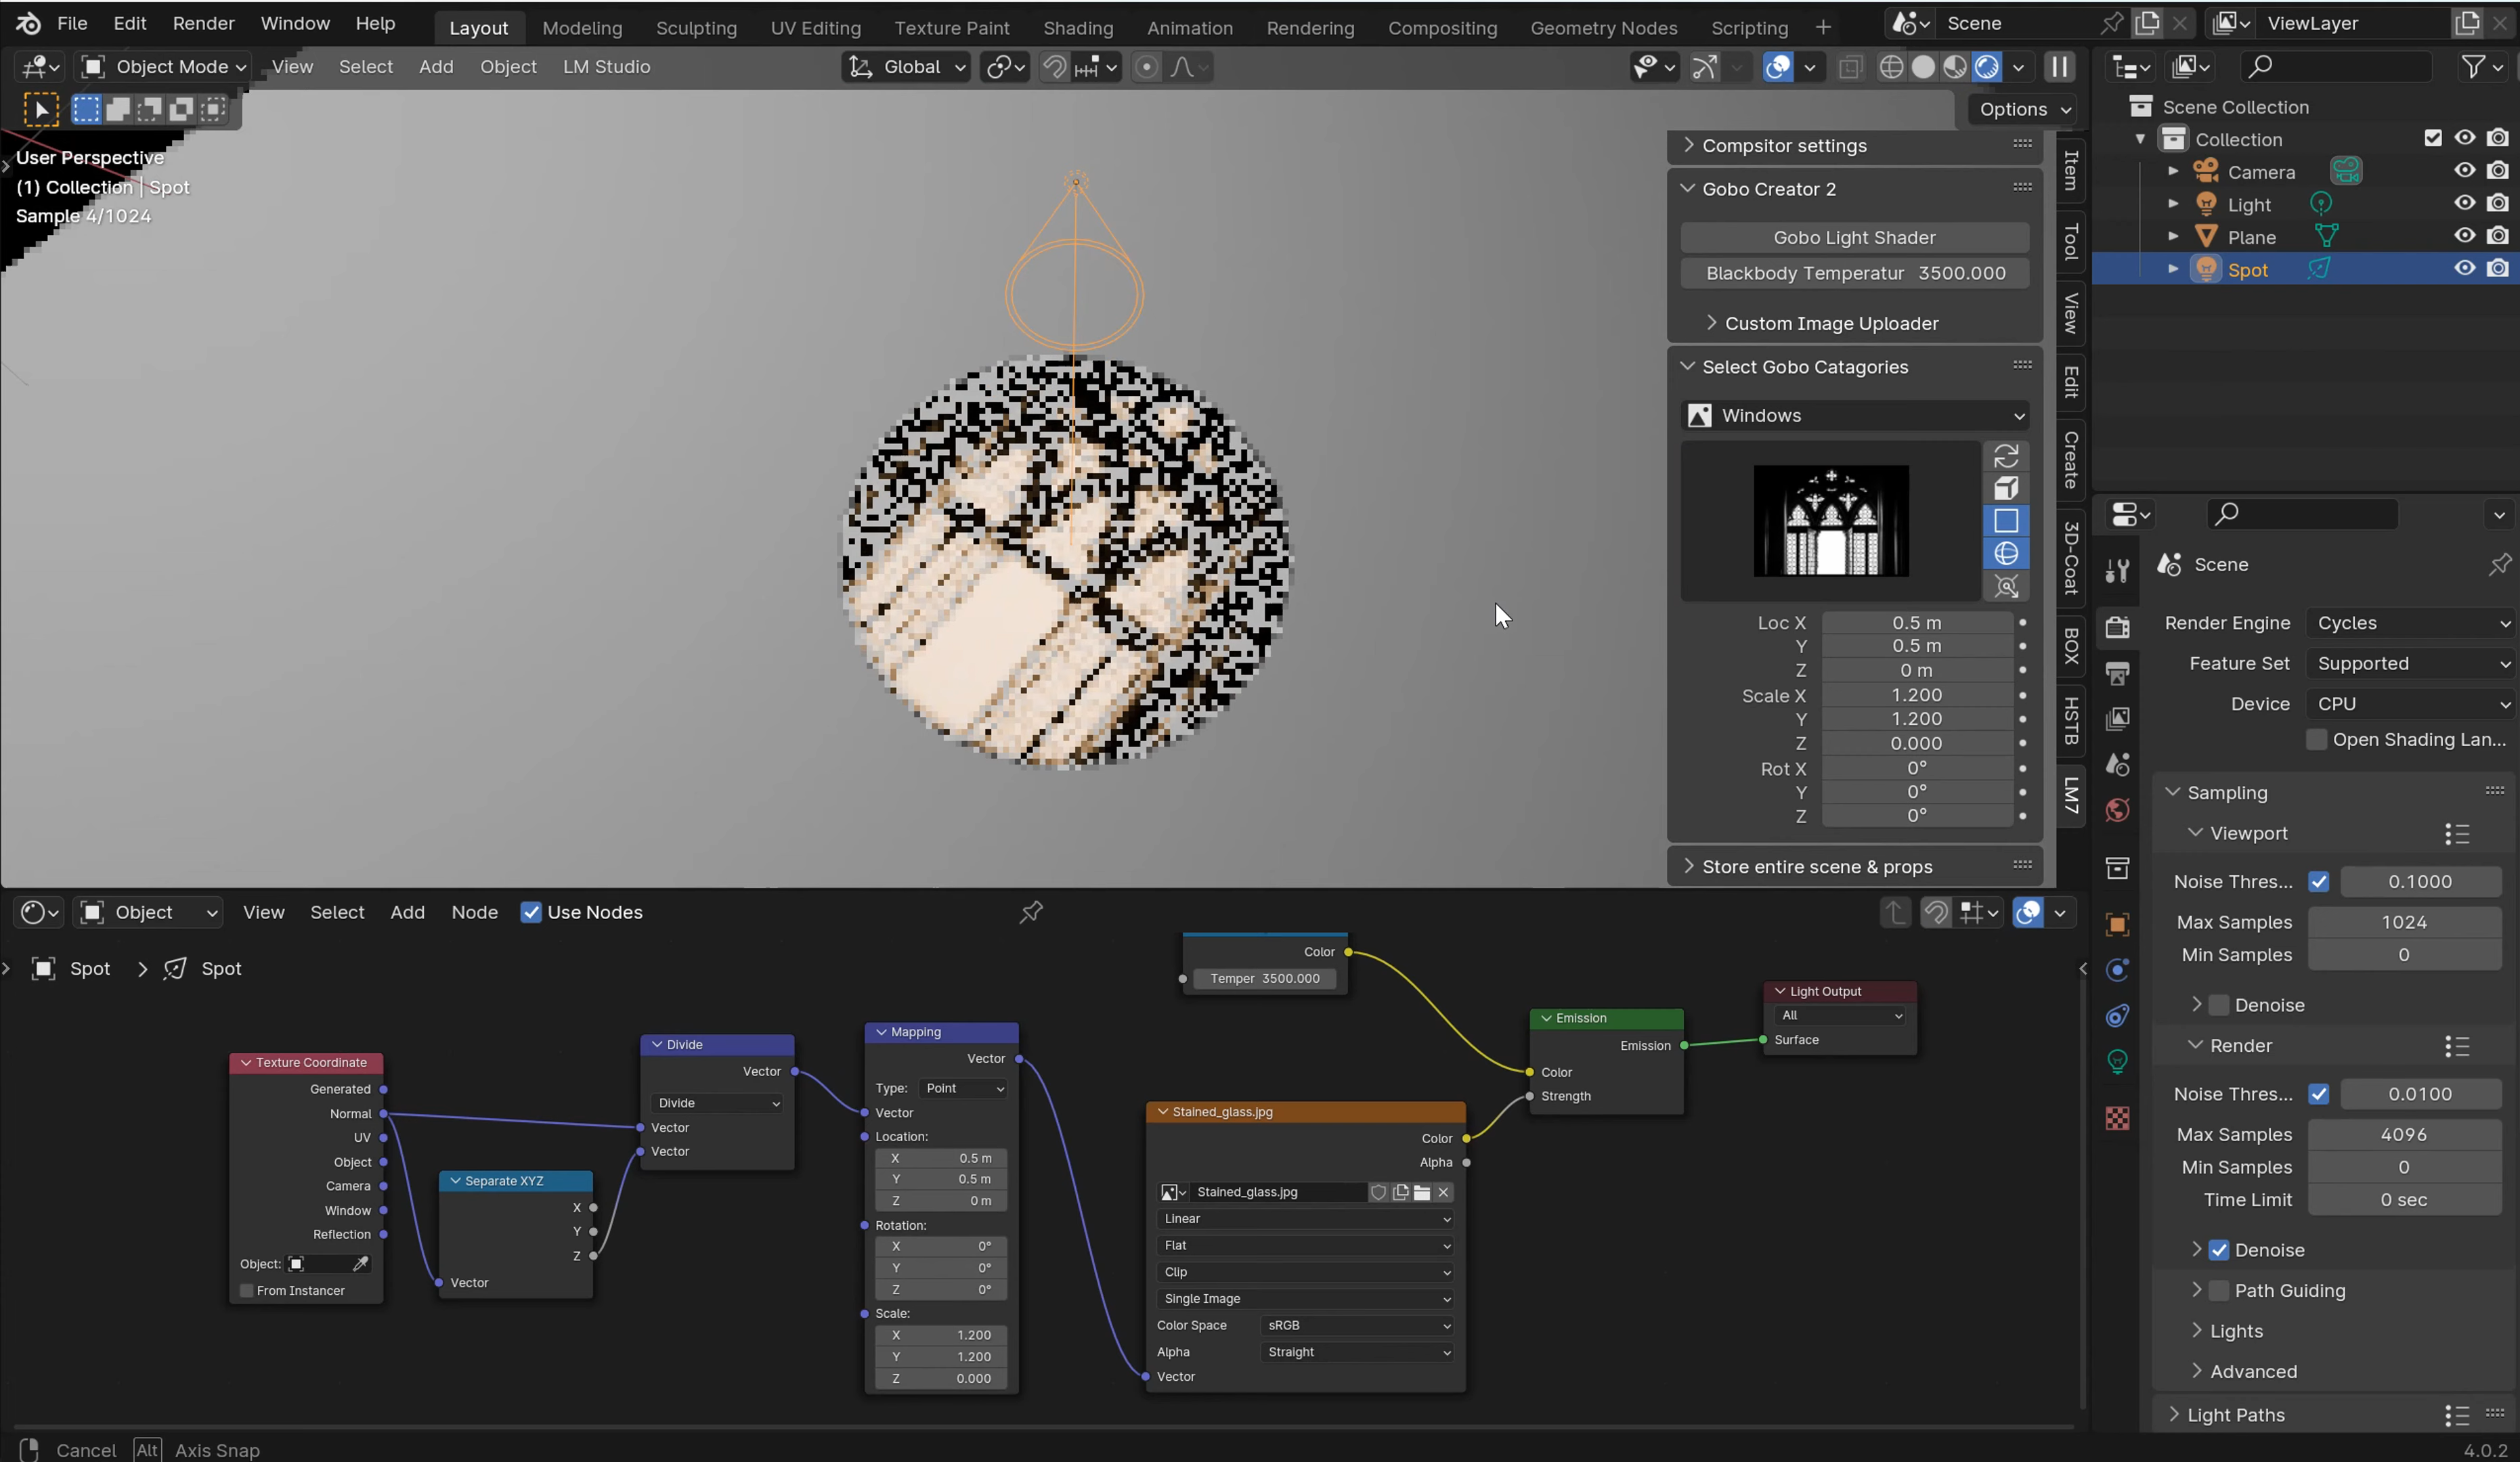 File Edit Render Window Help Layout Modeling Sculpting UV Editing Texture Paint Shading Animation Rendering Compositing Geometry Nodes Scripting + Scene ViewLayer
Object Mode View Select Add Object LM Studio Global
Options
User Perspective
(1) Collection | Spot
Sample 4/1024
Compsitor settings
Gobo Creator 2
Gobo Light Shader
Blackbody Temperatur 3500.000
Custom Image Uploader
Select Gobo Catagories
Windows
Loc X 0.5 m
Y 0.5 m
Z 0 m
Scale X 1.200
Y 1.200
Z 0.000
Rot X 0°
Y 0°
Z 0°
Store entire scene & props
Item
Tool
View
Edit
Create
3D-Coat
BOX
HSTB
LM7
Scene Collection
Collection
Camera
Light
Plane
Spot
Scene
Render Engine Cycles
Feature Set Supported
Device CPU
Open Shading Lan...
Sampling
Viewport
Noise Thres... 0.1000
Max Samples 1024
Min Samples 0
Denoise
Render
Noise Thres... 0.0100
Max Samples 4096
Min Samples 0
Time Limit 0 sec
Denoise
Path Guiding
Lights
Advanced
Light Paths
Object View Select Add Node Use Nodes
Spot > Spot
Texture Coordinate
Generated
Normal
UV
Object
Camera
Window
Reflection
Object:
From Instancer
Separate XYZ
X
Y
Z
Vector
Divide
Vector
Divide
Vector
Vector
Mapping
Vector
Type: Point
Vector
Location:
X 0.5 m
Y 0.5 m
Z 0 m
Rotation:
X 0°
Y 0°
Z 0°
Scale:
X 1.200
Y 1.200
Z 0.000
Color
Temper 3500.000
Stained_glass.jpg
Color
Alpha
Stained_glass.jpg
Linear
Flat
Clip
Single Image
Color Space sRGB
Alpha Straight
Vector
Emission
Emission
Color
Strength
Light Output
All
Surface
Cancel Alt Axis Snap
4.0.2